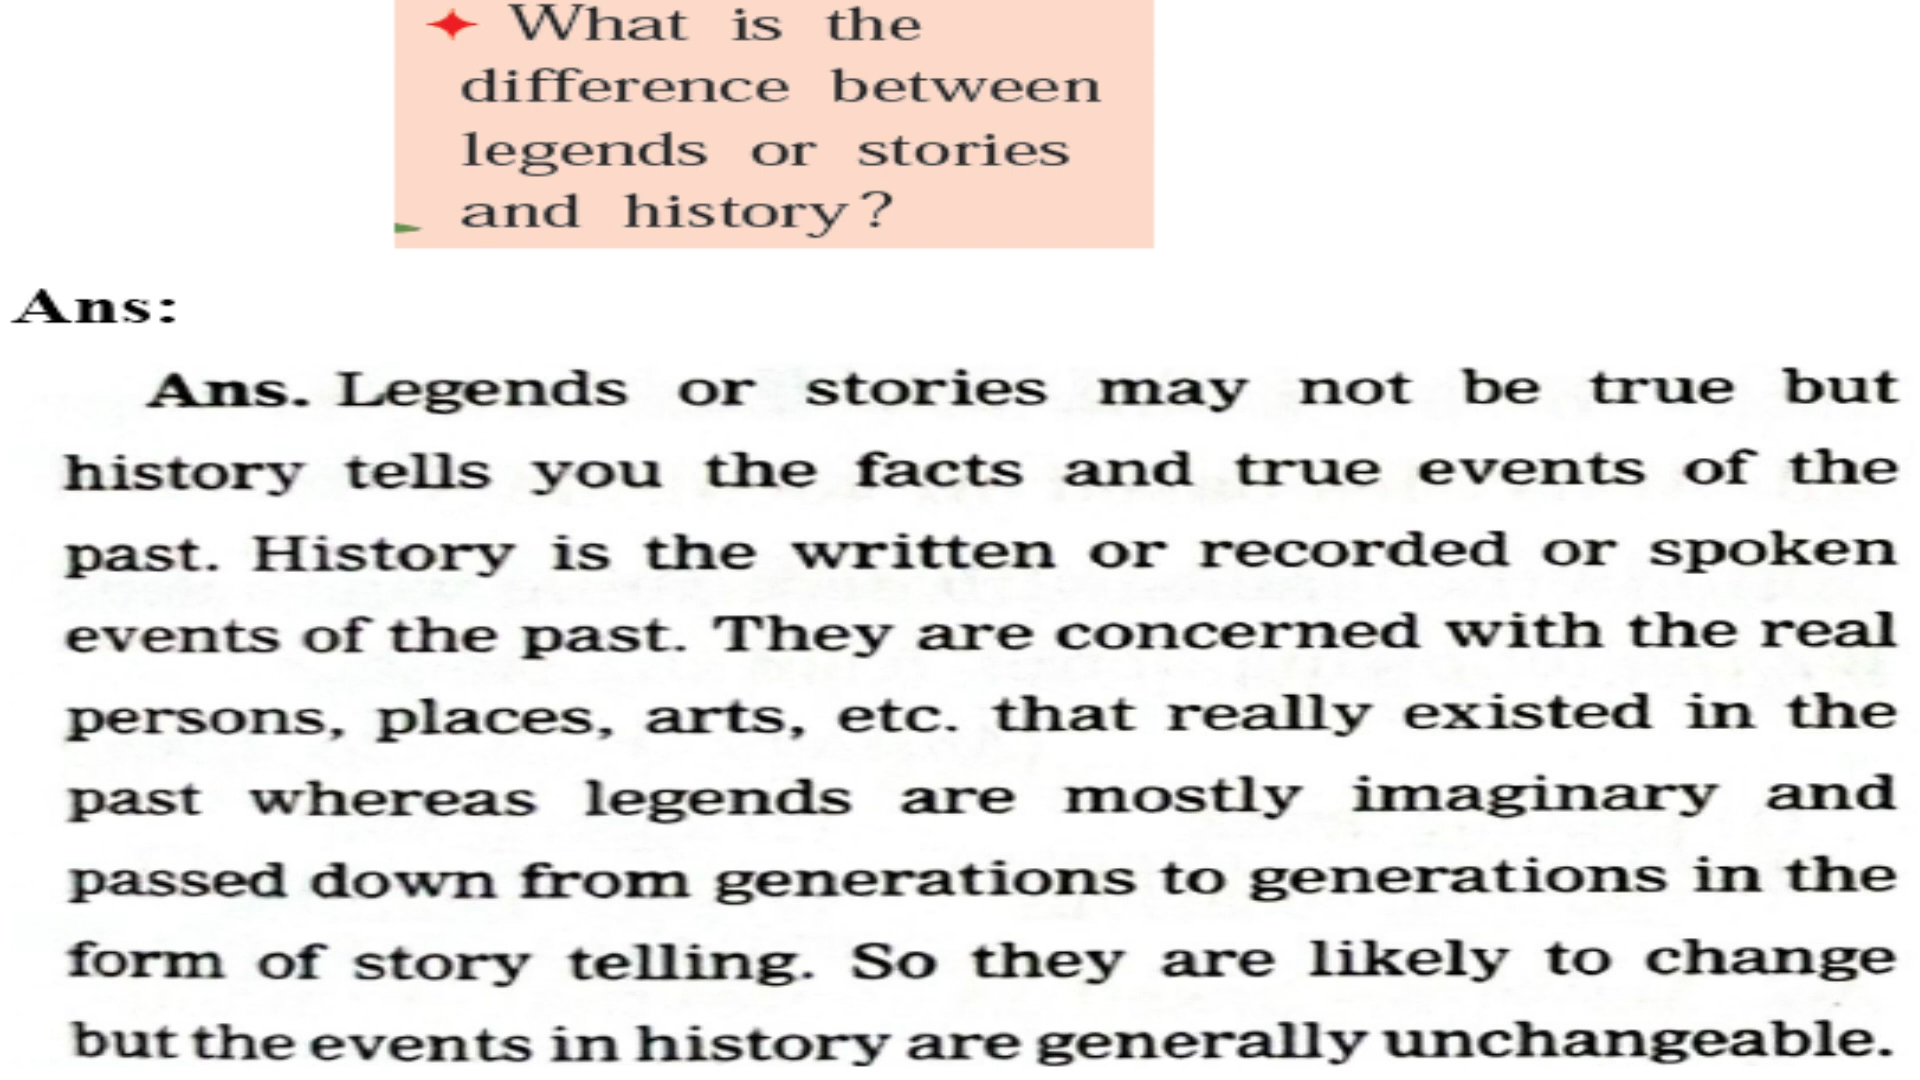 What is the
difference between
legends or stories
and history?
Ans:
Ans. Legends or stories may not be true but
history tells you the facts and true events of the
past. History is the written or recorded or spoken
events of the past. They are concerned with the real
persons, places, arts, etc. that really existed in the
past whereas legends are mostly imaginary and
passed down from generations to generations in the
form of story telling. So they are likely to change
but the events in history are generally unchangeable.